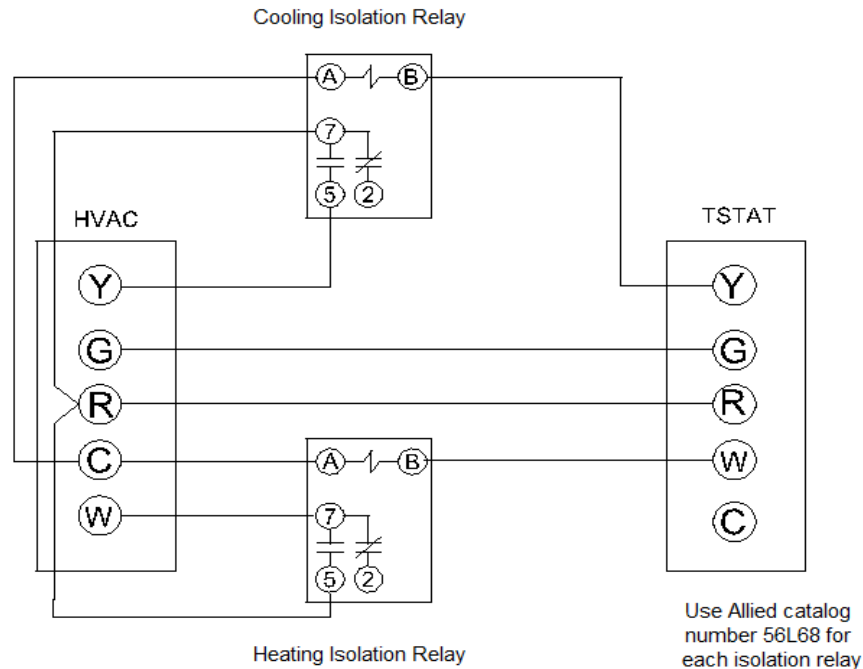 Cooling Isolation Relay
A B
7
5 2
HVAC
Y
G
R
C
W
TSTAT
Y
G
R
W
C
A B
7
5 2
Heating Isolation Relay
Use Allied catalog
number 56L68 for
each isolation relay